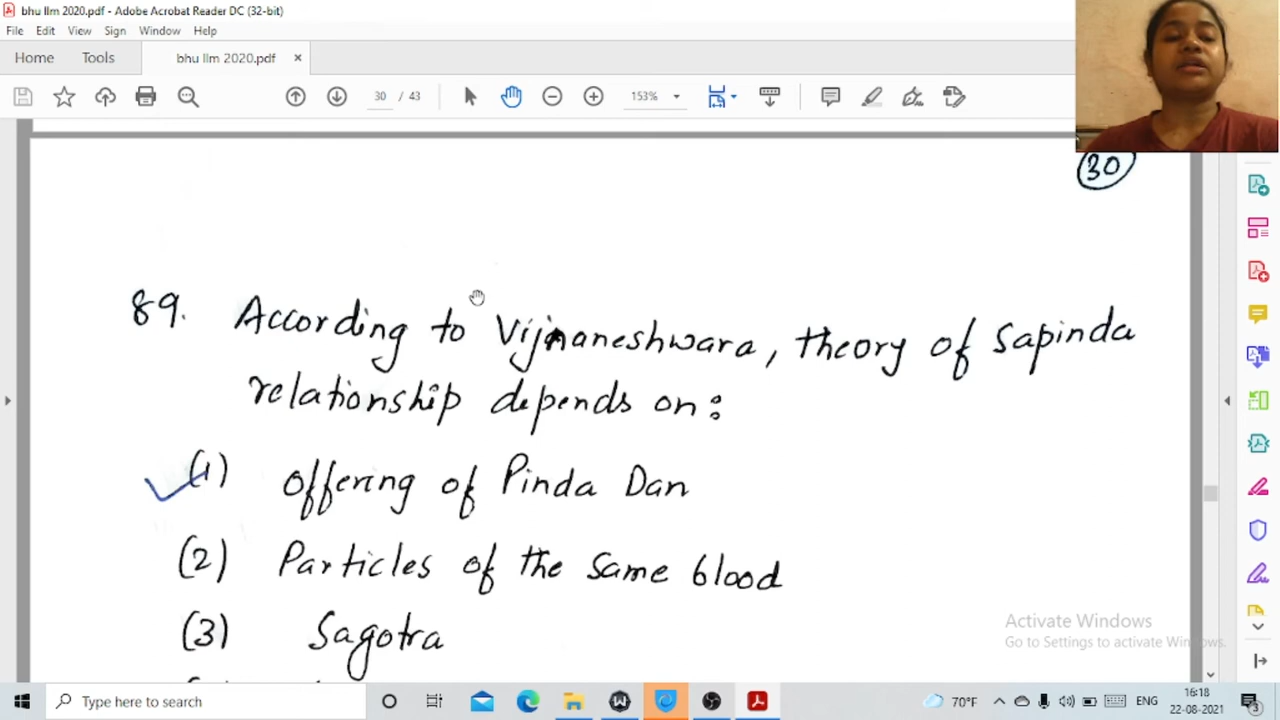 bhu llm 2020.pdf - Adobe Acrobat Reader DC (32-bit)
File Edit View Sign Window Help
Home Tools bhu llm 2020.pdf ×
30 / 43 153%
30
89. According to Vijnaneshwara, theory of Sapinda
relationship depends on:
(1) Offering of Pinda Dan
(2) Particles of the same blood
(3) Sagotra
Activate Windows
Go to Settings to activate Windows.
Type here to search
70°F ENG 16:18
22-08-2021 3